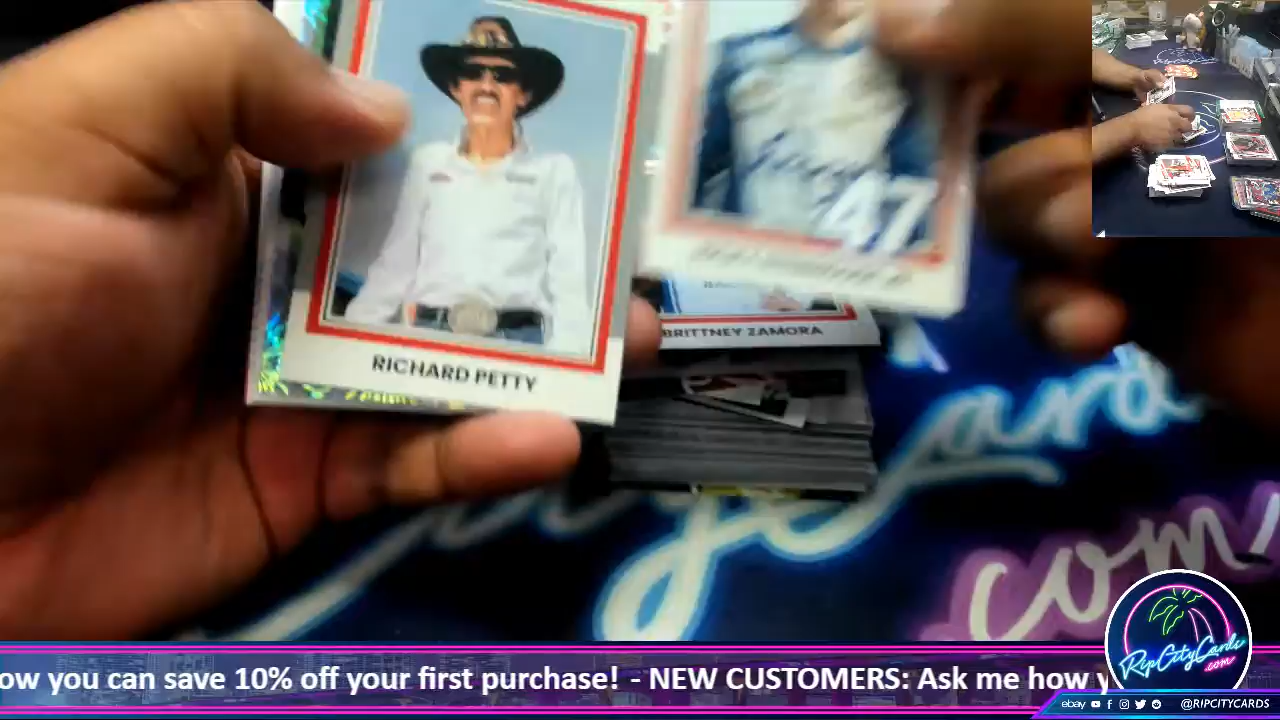 RICHARD PETTY
47
BRITTNEY ZAMORA
com
ow you can save 10% off your first purchase! - NEW CUSTOMERS: Ask me how y
RipCityCards
.com
ebay
@RIPCITYCARDS